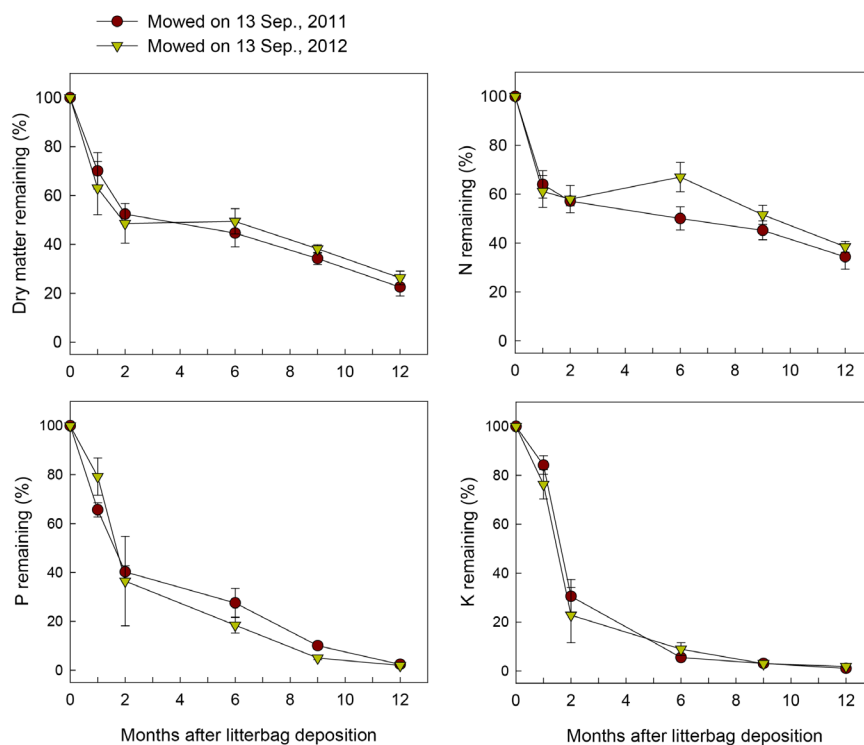 Mowed on 13 Sep., 2011
Mowed on 13 Sep., 2012
Dry matter remaining (%)
100
80
60
40
20
0
0 2 4 6 8 10 12
N remaining (%)
100
80
60
40
20
0
0 2 4 6 8 10 12
P remaining (%)
100
80
60
40
20
0
0 2 4 6 8 10 12
Months after litterbag deposition
K remaining (%)
100
80
60
40
20
0
0 2 4 6 8 10 12
Months after litterbag deposition